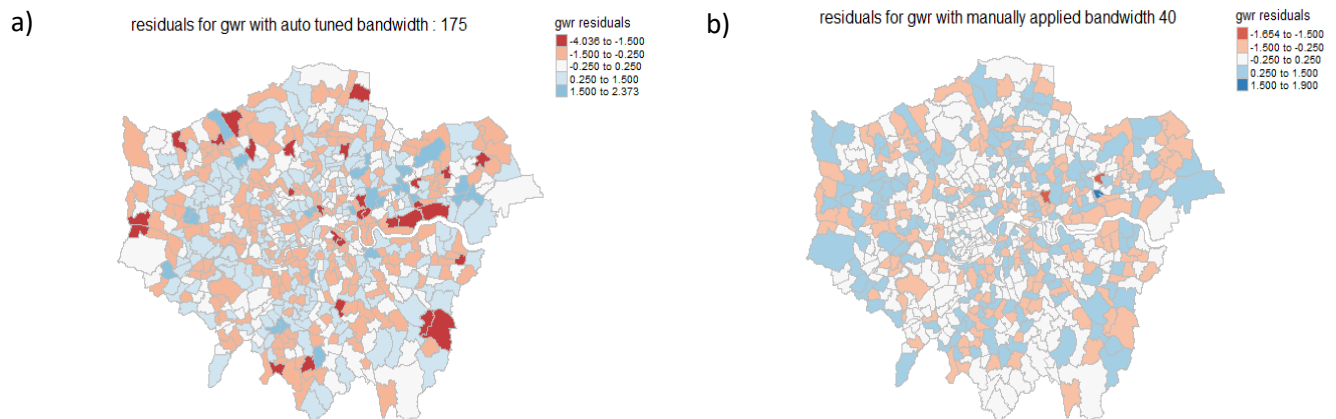 a)
residuals for gwr with auto tuned bandwidth : 175
gwr residuals
-4.036 to -1.500
-1.500 to -0.250
-0.250 to 0.250
0.250 to 1.500
1.500 to 2.373
b)
residuals for gwr with manually applied bandwidth 40
gwr residuals
-1.654 to -1.500
-1.500 to -0.250
-0.250 to 0.250
0.250 to 1.500
1.500 to 1.900